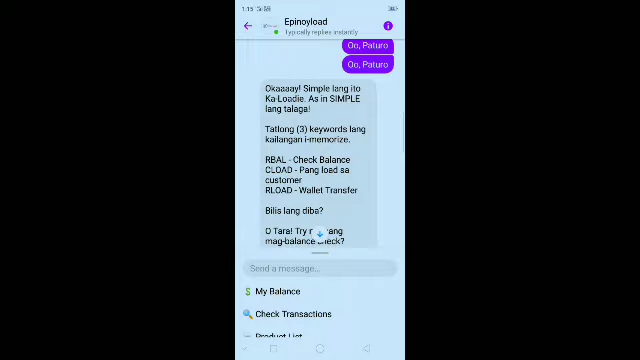 1:15
Epinoyload
Typically replies instantly
Oo, Paturo
Oo, Paturo
Okaaaay! Simple lang ito
Ka-Loadie. As in SIMPLE
lang talaga!
Tatlong (3) keywords lang
kailangan i-memorize.
RBAL - Check Balance
CLOAD - Pang load sa
customer
RLOAD - Wallet Transfer
Bilis lang diba?
O Tara! Try
mag-balance check?
Send a message...
My Balance
Check Transactions
Product List